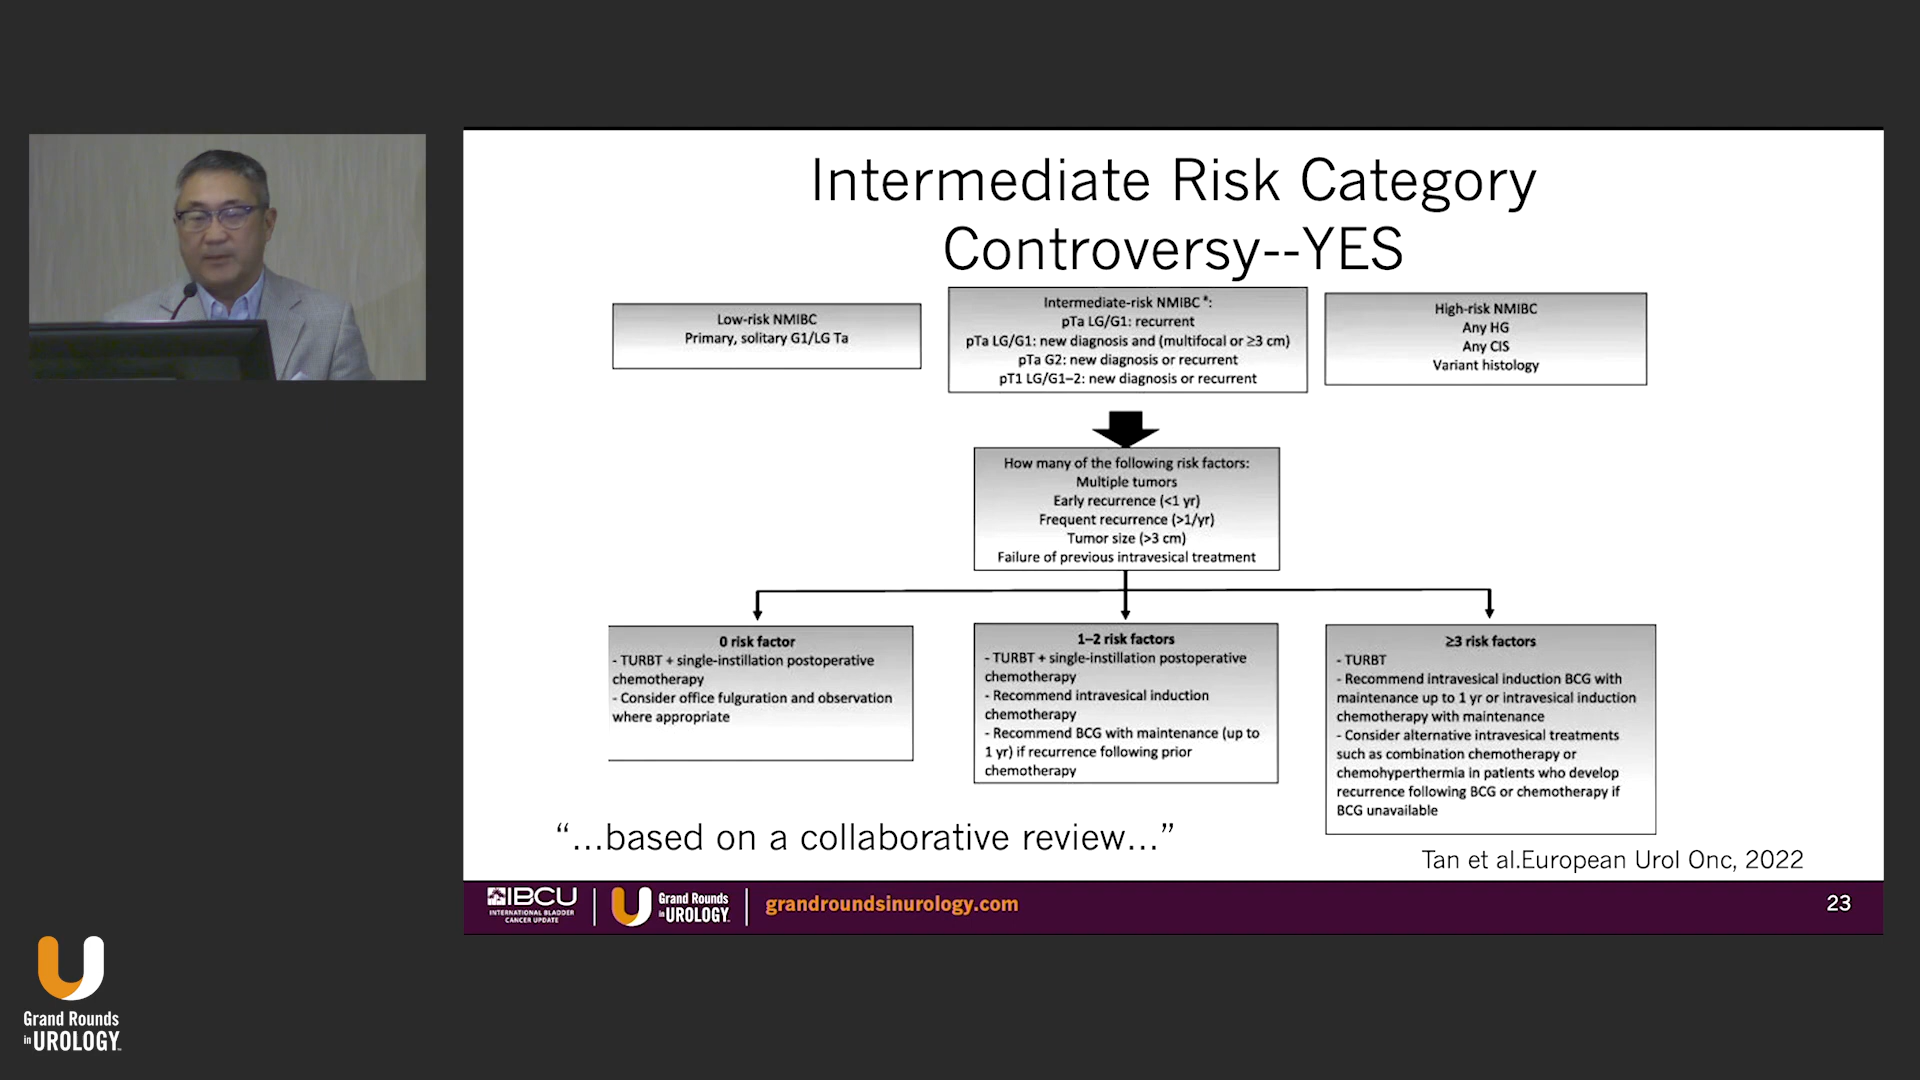 Intermediate Risk Category
Controversy--YES
Low-risk NMIBC
Primary, solitary G1/LG Ta
Intermediate-risk NMIBC *:
pTa LG/G1: recurrent
pTa LG/G1: new diagnosis and (multifocal or ≥3 cm)
pTa G2: new diagnosis or recurrent
pT1 LG/G1–2: new diagnosis or recurrent
High-risk NMIBC
Any HG
Any CIS
Variant histology
How many of the following risk factors:
Multiple tumors
Early recurrence (<1 yr)
Frequent recurrence (>1/yr)
Tumor size (>3 cm)
Failure of previous intravesical treatment
0 risk factor
- TURBT + single-instillation postoperative
chemotherapy
- Consider office fulguration and observation
where appropriate
1–2 risk factors
- TURBT + single-instillation postoperative
chemotherapy
- Recommend intravesical induction
chemotherapy
- Recommend BCG with maintenance (up to
1 yr) if recurrence following prior
chemotherapy
≥3 risk factors
- TURBT
- Recommend intravesical induction BCG with
maintenance up to 1 yr or intravesical induction
chemotherapy with maintenance
- Consider alternative intravesical treatments
such as combination chemotherapy or
chemohyperthermia in patients who develop
recurrence following BCG or chemotherapy if
BCG unavailable
“...based on a collaborative review...”
Tan et al.European Urol Onc, 2022
IBCU
INTERNATIONAL BLADDER
CANCER UPDATE
Grand Rounds
in UROLOGY
grandroundsinurology.com
23
Grand Rounds
in UROLOGY